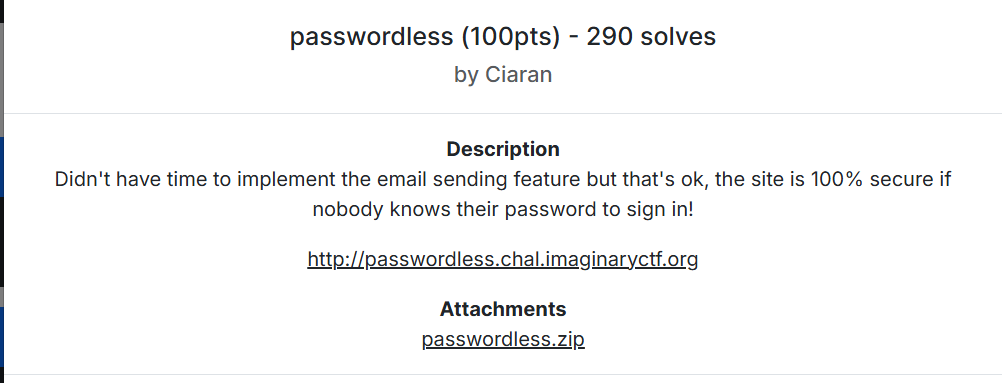 passwordless (100pts) - 290 solves
by Ciaran
Description
Didn't have time to implement the email sending feature but that's ok, the site is 100% secure if
nobody knows their password to sign in!
http://passwordless.chal.imaginaryctf.org
Attachments
passwordless.zip